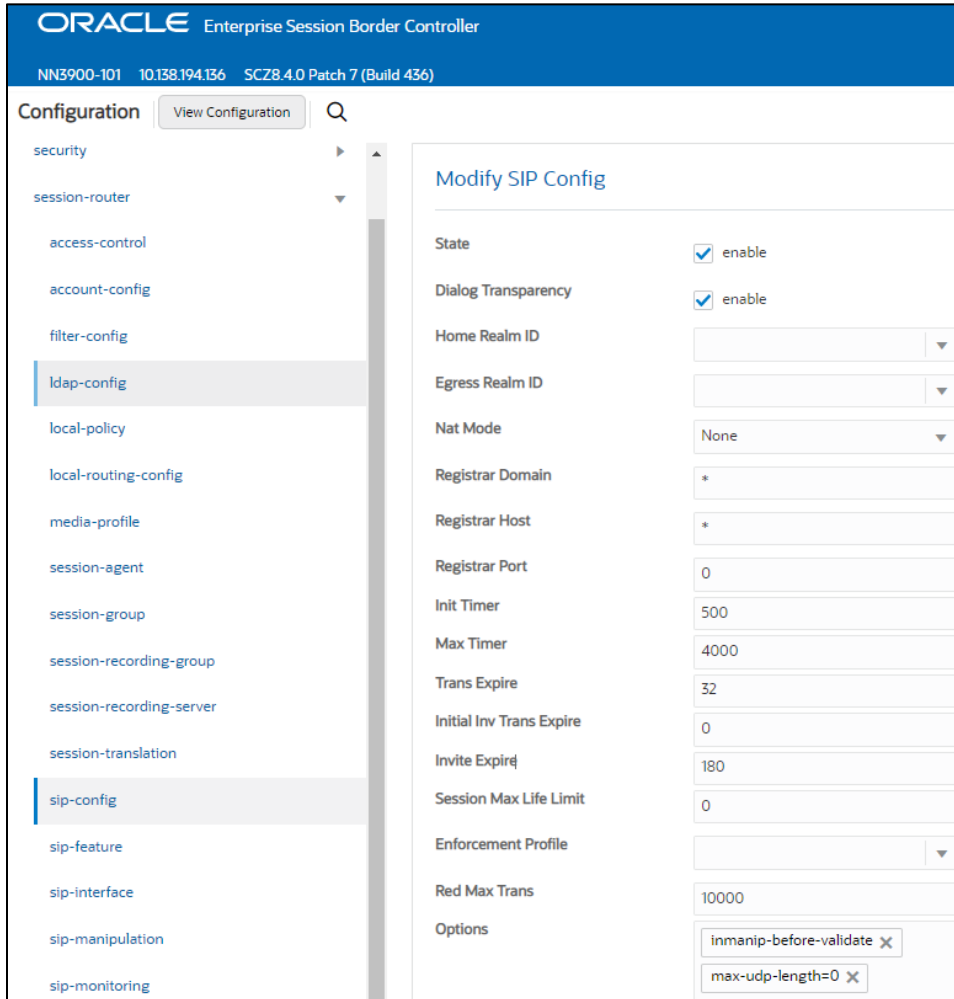 ORACLE Enterprise Session Border Controller
NN3900-101 10.138.194.136 SCZ8.4.0 Patch 7 (Build 436)
Configuration View Configuration
security
session-router
access-control
account-config
filter-config
ldap-config
local-policy
local-routing-config
media-profile
session-agent
session-group
session-recording-group
session-recording-server
session-translation
sip-config
sip-feature
sip-interface
sip-manipulation
sip-monitoring
Modify SIP Config
State enable
Dialog Transparency enable
Home Realm ID
Egress Realm ID
Nat Mode None
Registrar Domain *
Registrar Host *
Registrar Port 0
Init Timer 500
Max Timer 4000
Trans Expire 32
Initial Inv Trans Expire 0
Invite Expire 180
Session Max Life Limit 0
Enforcement Profile
Red Max Trans 10000
Options inmanip-before-validate
max-udp-length=0